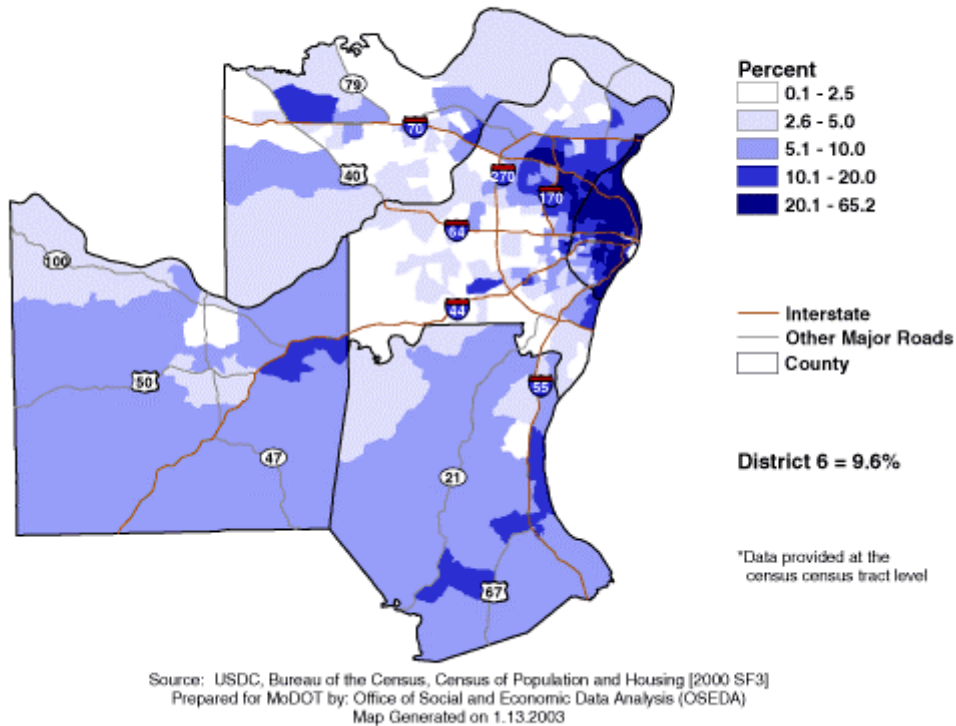 Percent
0.1 - 2.5
2.6 - 5.0
5.1 - 10.0
10.1 - 20.0
20.1 - 65.2
Interstate
Other Major Roads
County
District 6 = 9.6%
*Data provided at the
census census tract level
79
70
40
270
170
64
100
44
50
55
47
21
67
Source: USDC, Bureau of the Census, Census of Population and Housing [2000 SF3]
Prepared for MoDOT by: Office of Social and Economic Data Analysis (OSEDA)
Map Generated on 1.13.2003